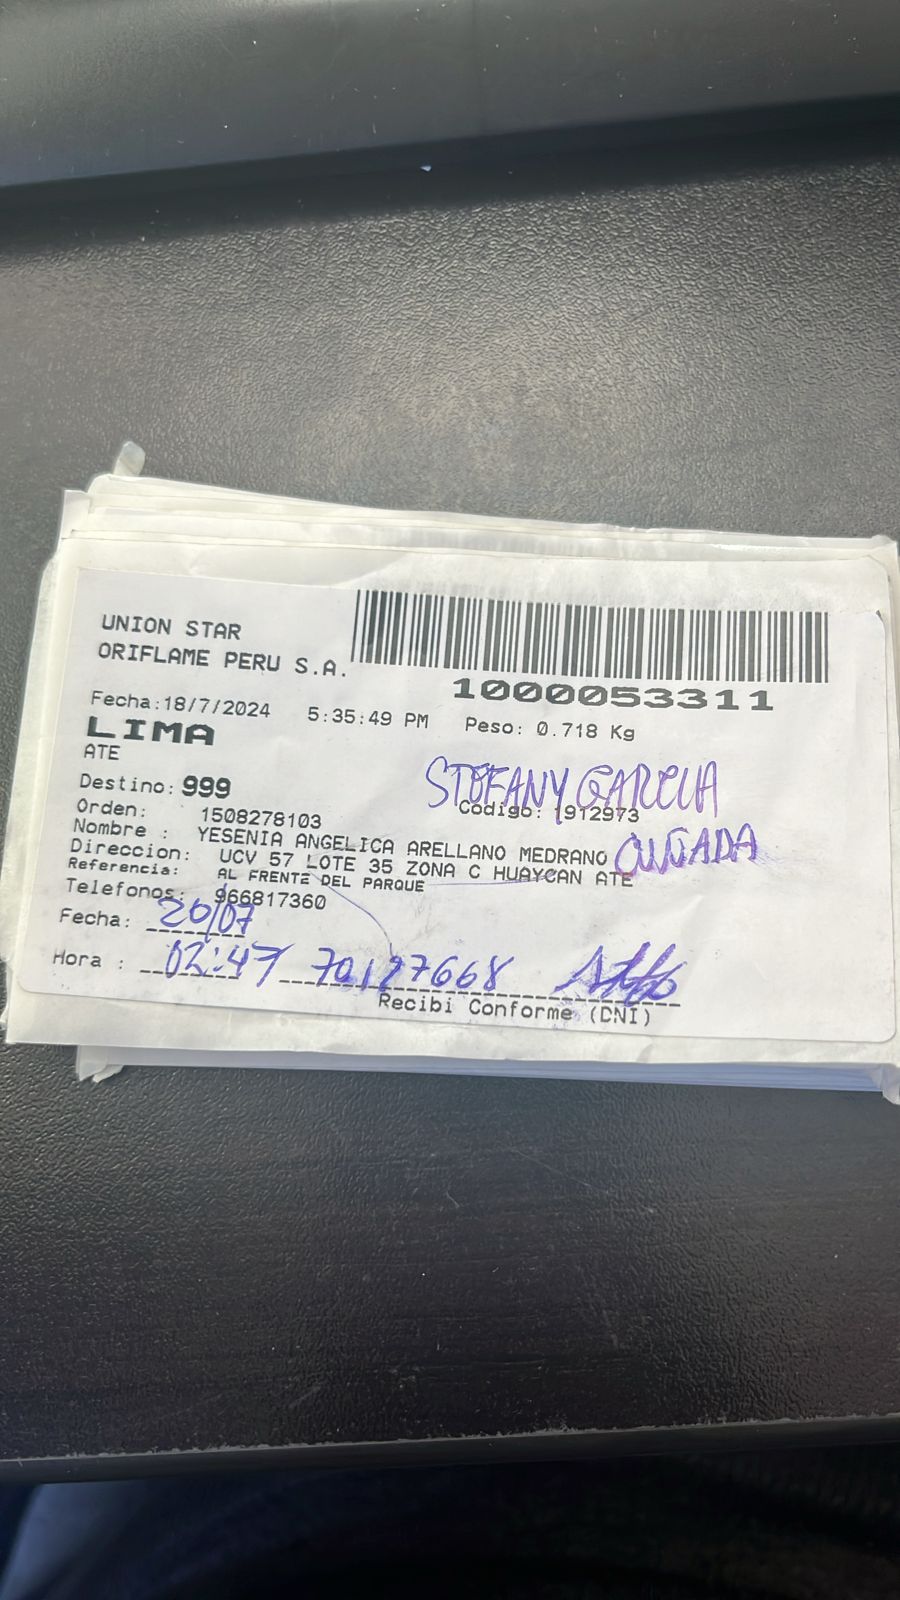 UNION STAR
ORIFLAME PERU S.A.
1000053311
Fecha:18/7/2024 5:35:49 PM Peso: 0.718 Kg
LIMA
ATE
STEFANY GARCIA
Destino: 999
Orden: 1508278103 Codigo: 1912973
Nombre : YESENIA ANGELICA ARELLANO MEDRANO CUÑADA
Direccion: UCV 57 LOTE 35 ZONA C HUAYCAN ATE
Referencia: AL FRENTE DEL PARQUE
Telefonos: 966817360
Fecha: 20/07
Hora : 02:47 70127668
Recibi Conforme (DNI)